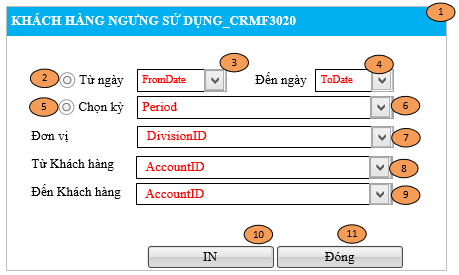 KHÁCH HÀNG NGƯNG SỬ DỤNG_CRMF3020 1
2 Từ ngày FromDate 3 Đến ngày ToDate 4
5 Chọn kỳ Period 6
Đơn vị DivisionID 7
Từ Khách hàng AccountID 8
Đến Khách hàng AccountID 9
10 11
IN Đóng